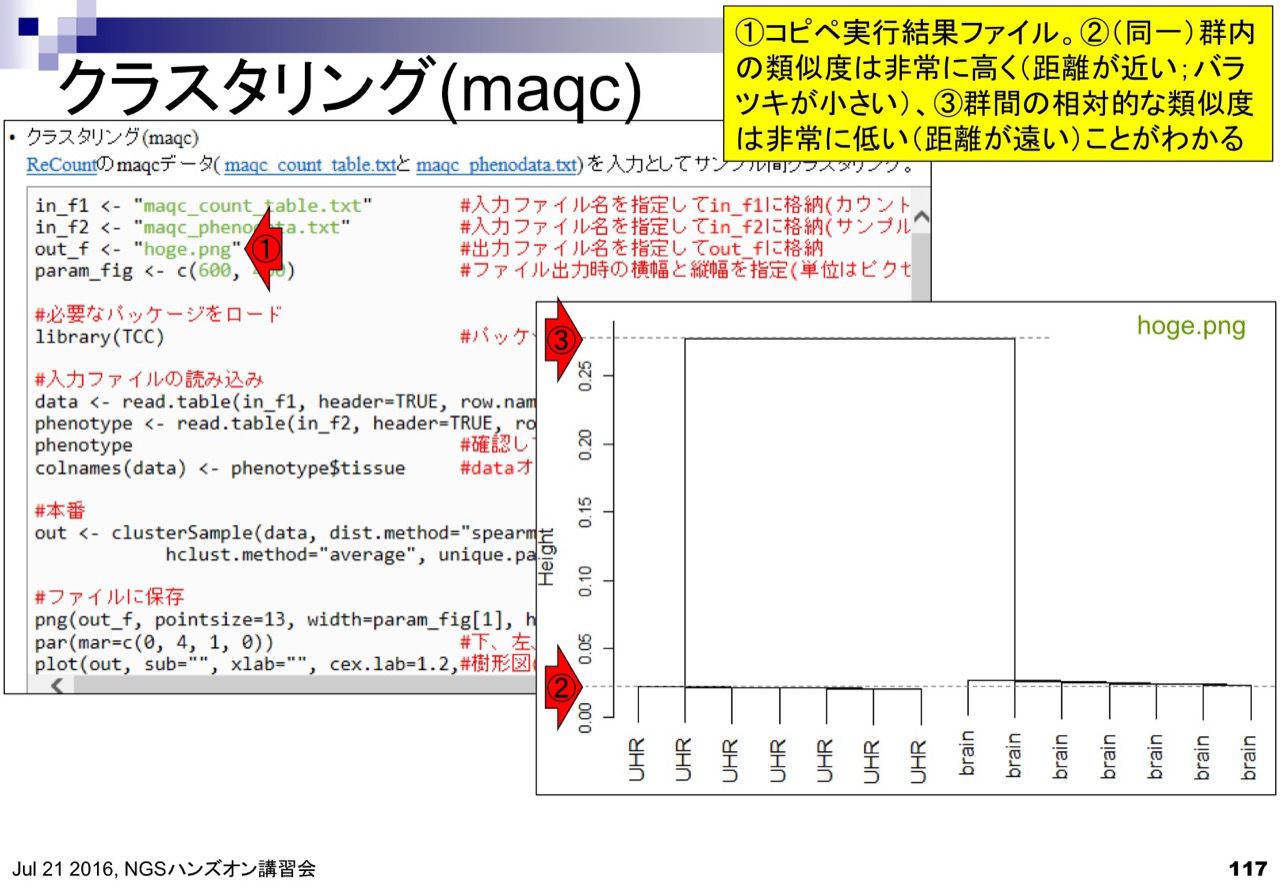 クラスタリング(maqc)
①コピペ実行結果ファイル。②(同一)群内
の類似度は非常に高く(距離が近い;バラ
ツキが小さい)、③群間の相対的な類似度
は非常に低い(距離が遠い)ことがわかる
• クラスタリング(maqc)
ReCountのmaqcデータ( maqc_count_table.txtと maqc_phenodata.txt)を入力としてサンプル間クラスタリング。
in_f1 <- "maqc_count_table.txt" #入力ファイル名を指定してin_f1に格納(カウント
in_f2 <- "maqc_phenodata.txt" #入力ファイル名を指定してin_f2に格納(サンプル
out_f <- "hoge.png" #出力ファイル名を指定してout_fに格納
①
param_fig <- c(600, 400) #ファイル出力時の横幅と縦幅を指定(単位はピクセ
#必要なパッケージをロード
library(TCC) #パッケー
#入力ファイルの読み込み
data <- read.table(in_f1, header=TRUE, row.nam
phenotype <- read.table(in_f2, header=TRUE, ro
phenotype #確認し
colnames(data) <- phenotype$tissue #dataオ
#本番
out <- clusterSample(data, dist.method="spearm
hclust.method="average", unique.pa
#ファイルに保存
png(out_f, pointsize=13, width=param_fig[1], h
par(mar=c(0, 4, 1, 0)) #下、左、
plot(out, sub="", xlab="", cex.lab=1.2,#樹形図(
hoge.png
③
0.25
0.20
0.15
0.10
0.05
0.00
Height
②
UHR UHR UHR UHR UHR UHR UHR brain brain brain brain brain brain brain
Jul 21 2016, NGSハンズオン講習会
117